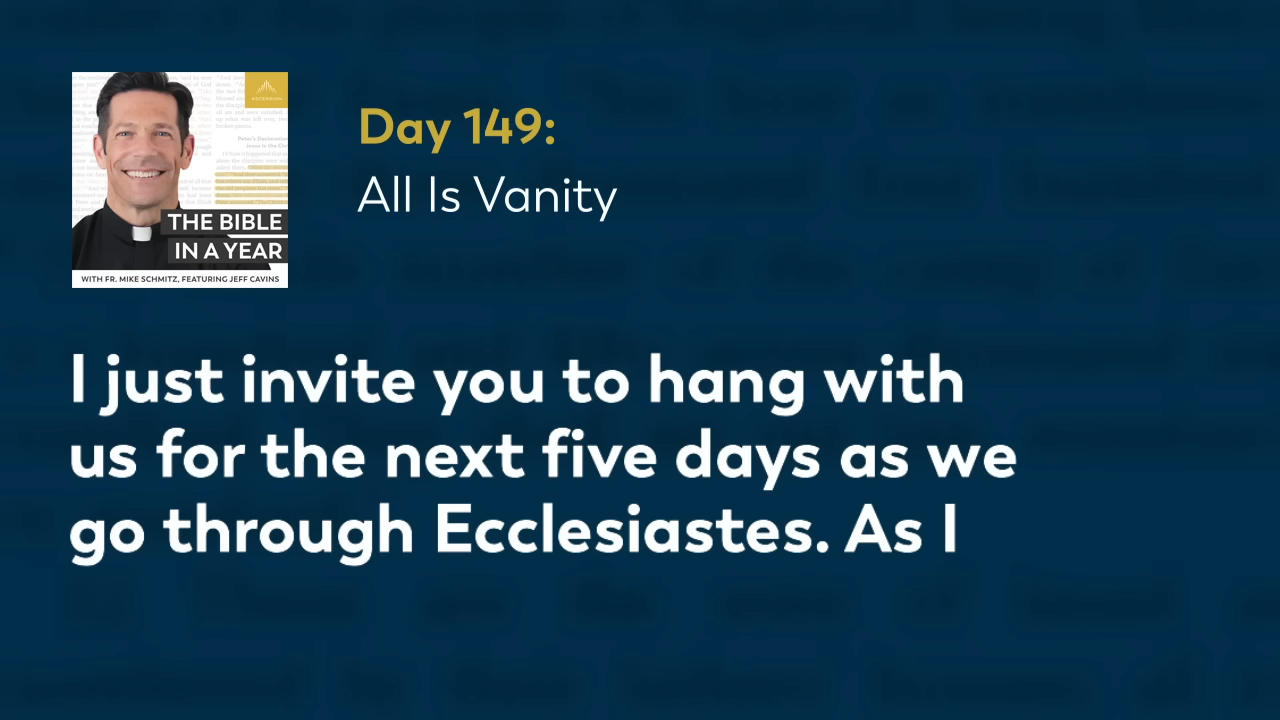 Day 149:
All Is Vanity
ASCENSION
THE BIBLE
IN A YEAR
WITH FR. MIKE SCHMITZ, FEATURING JEFF CAVINS
I just invite you to hang with
us for the next five days as we
go through Ecclesiastes. As I